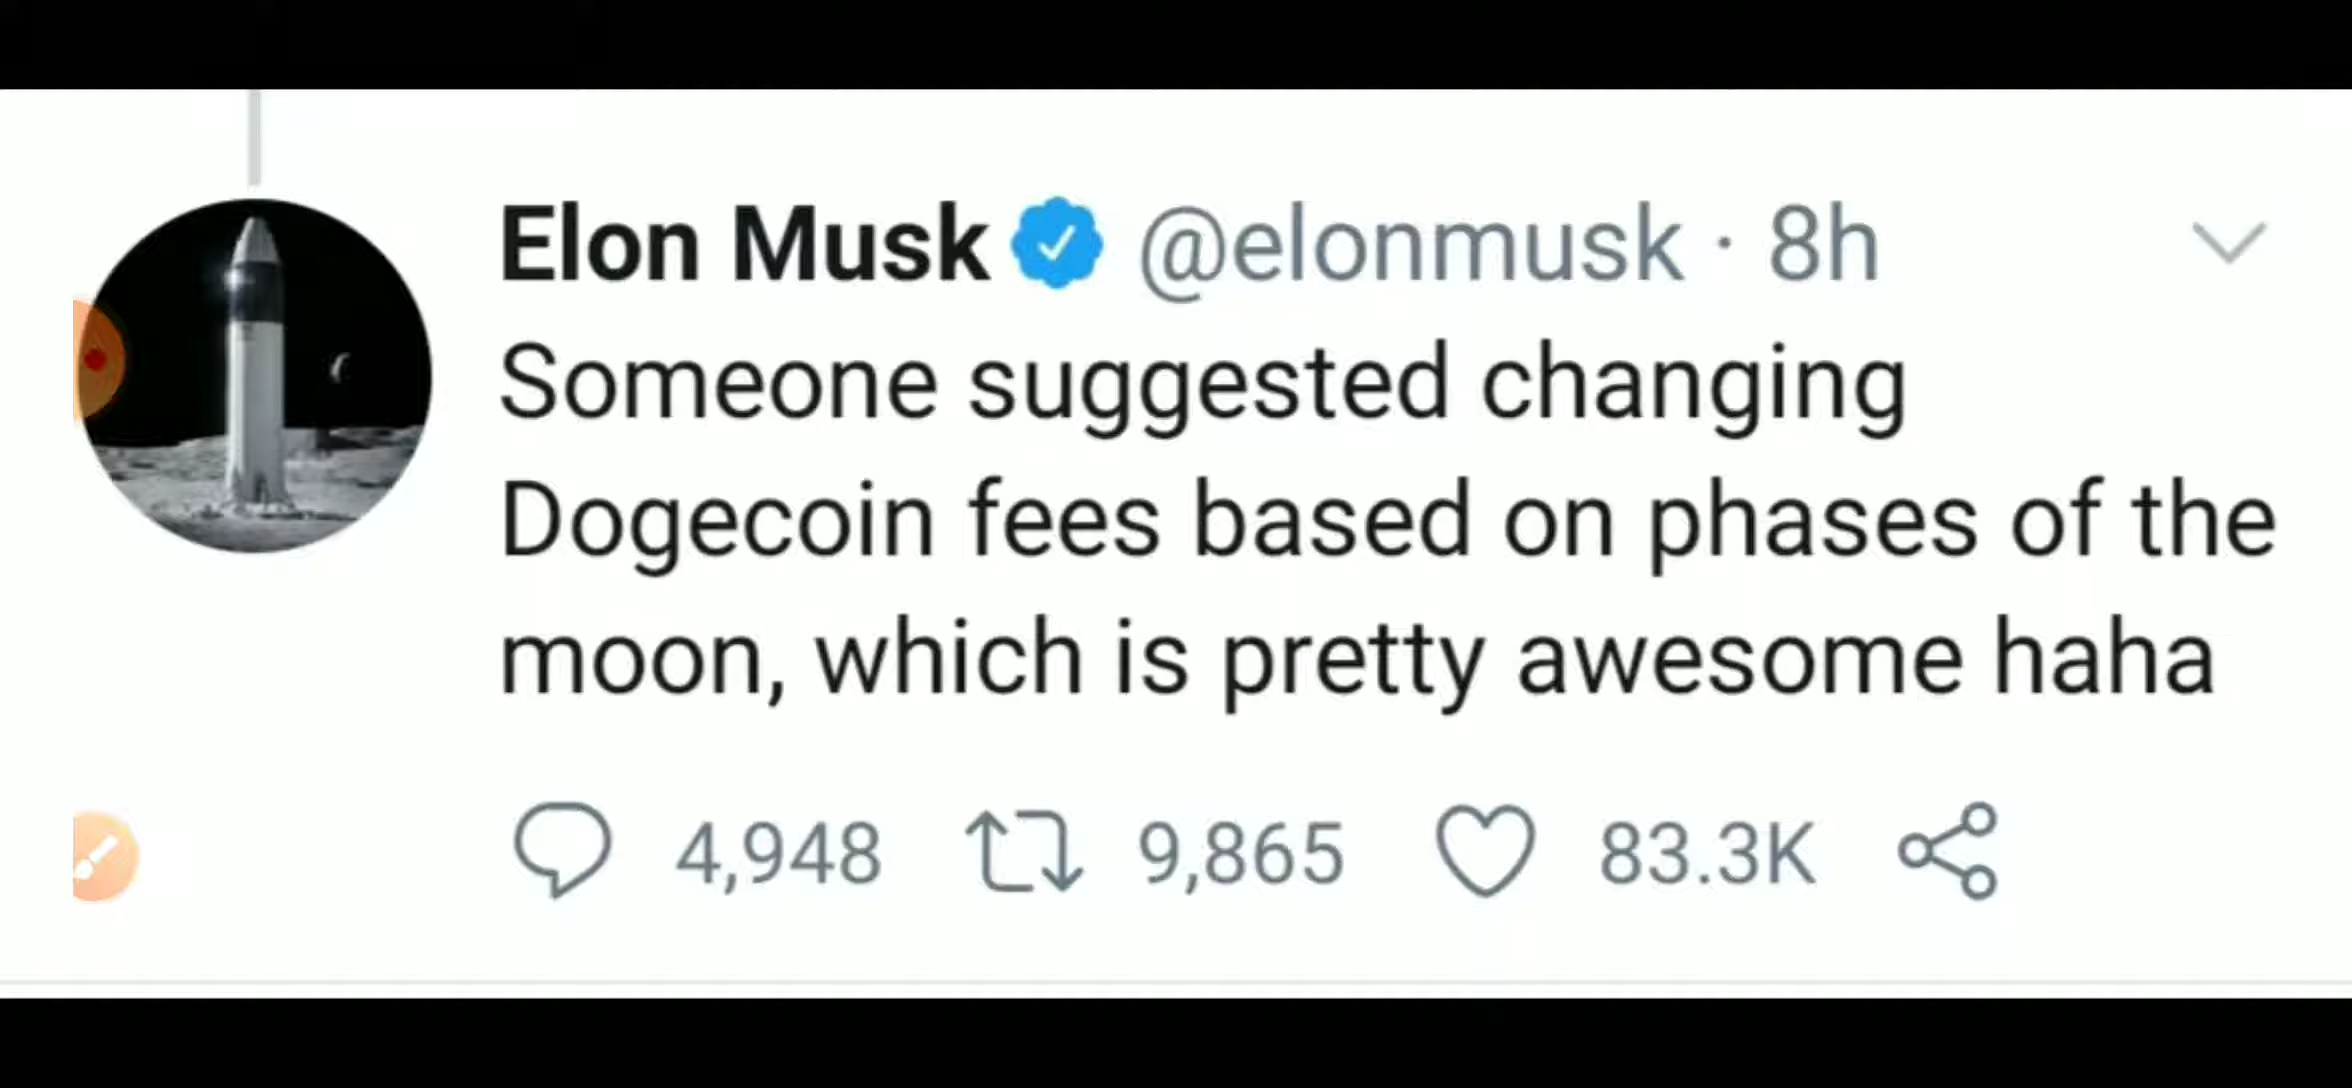 Elon Musk @elonmusk · 8h
Someone suggested changing
Dogecoin fees based on phases of the
moon, which is pretty awesome haha
4,948 9,865 83.3K